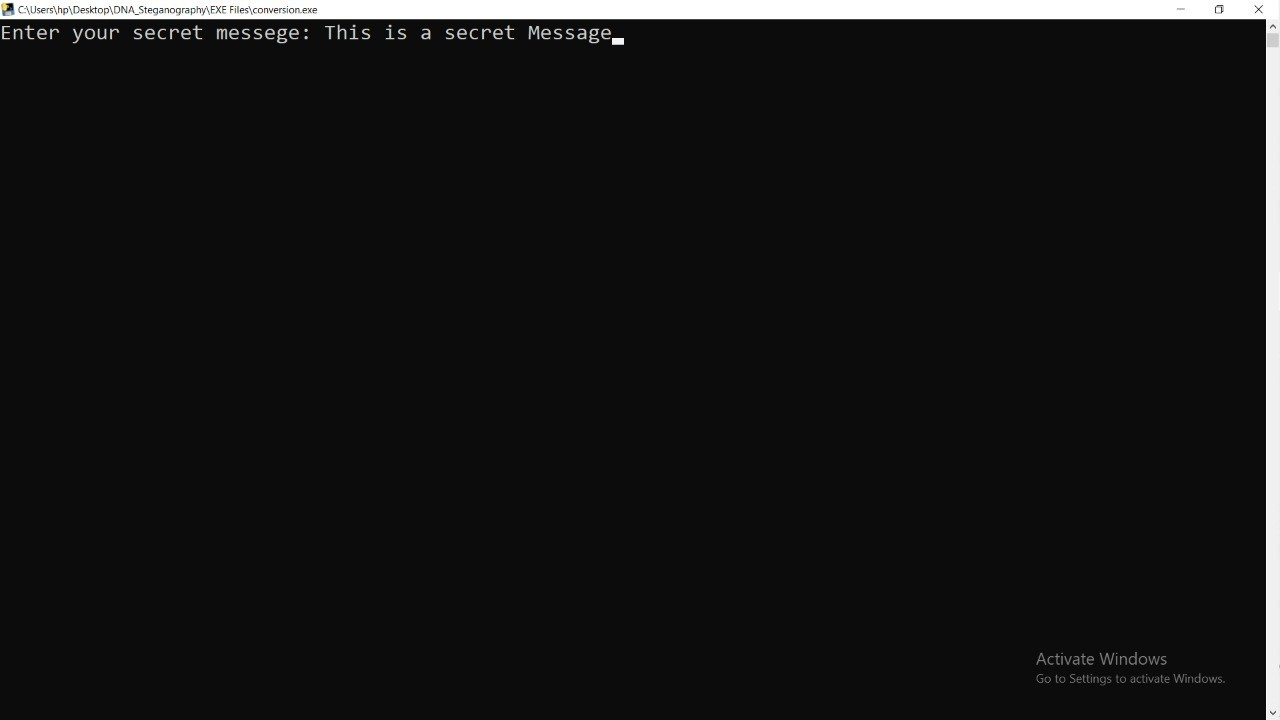 C:\Users\hp\Desktop\DNA_Steganography\EXE Files\conversion.exe
Enter your secret messege: This is a secret Message
Activate Windows
Go to Settings to activate Windows.